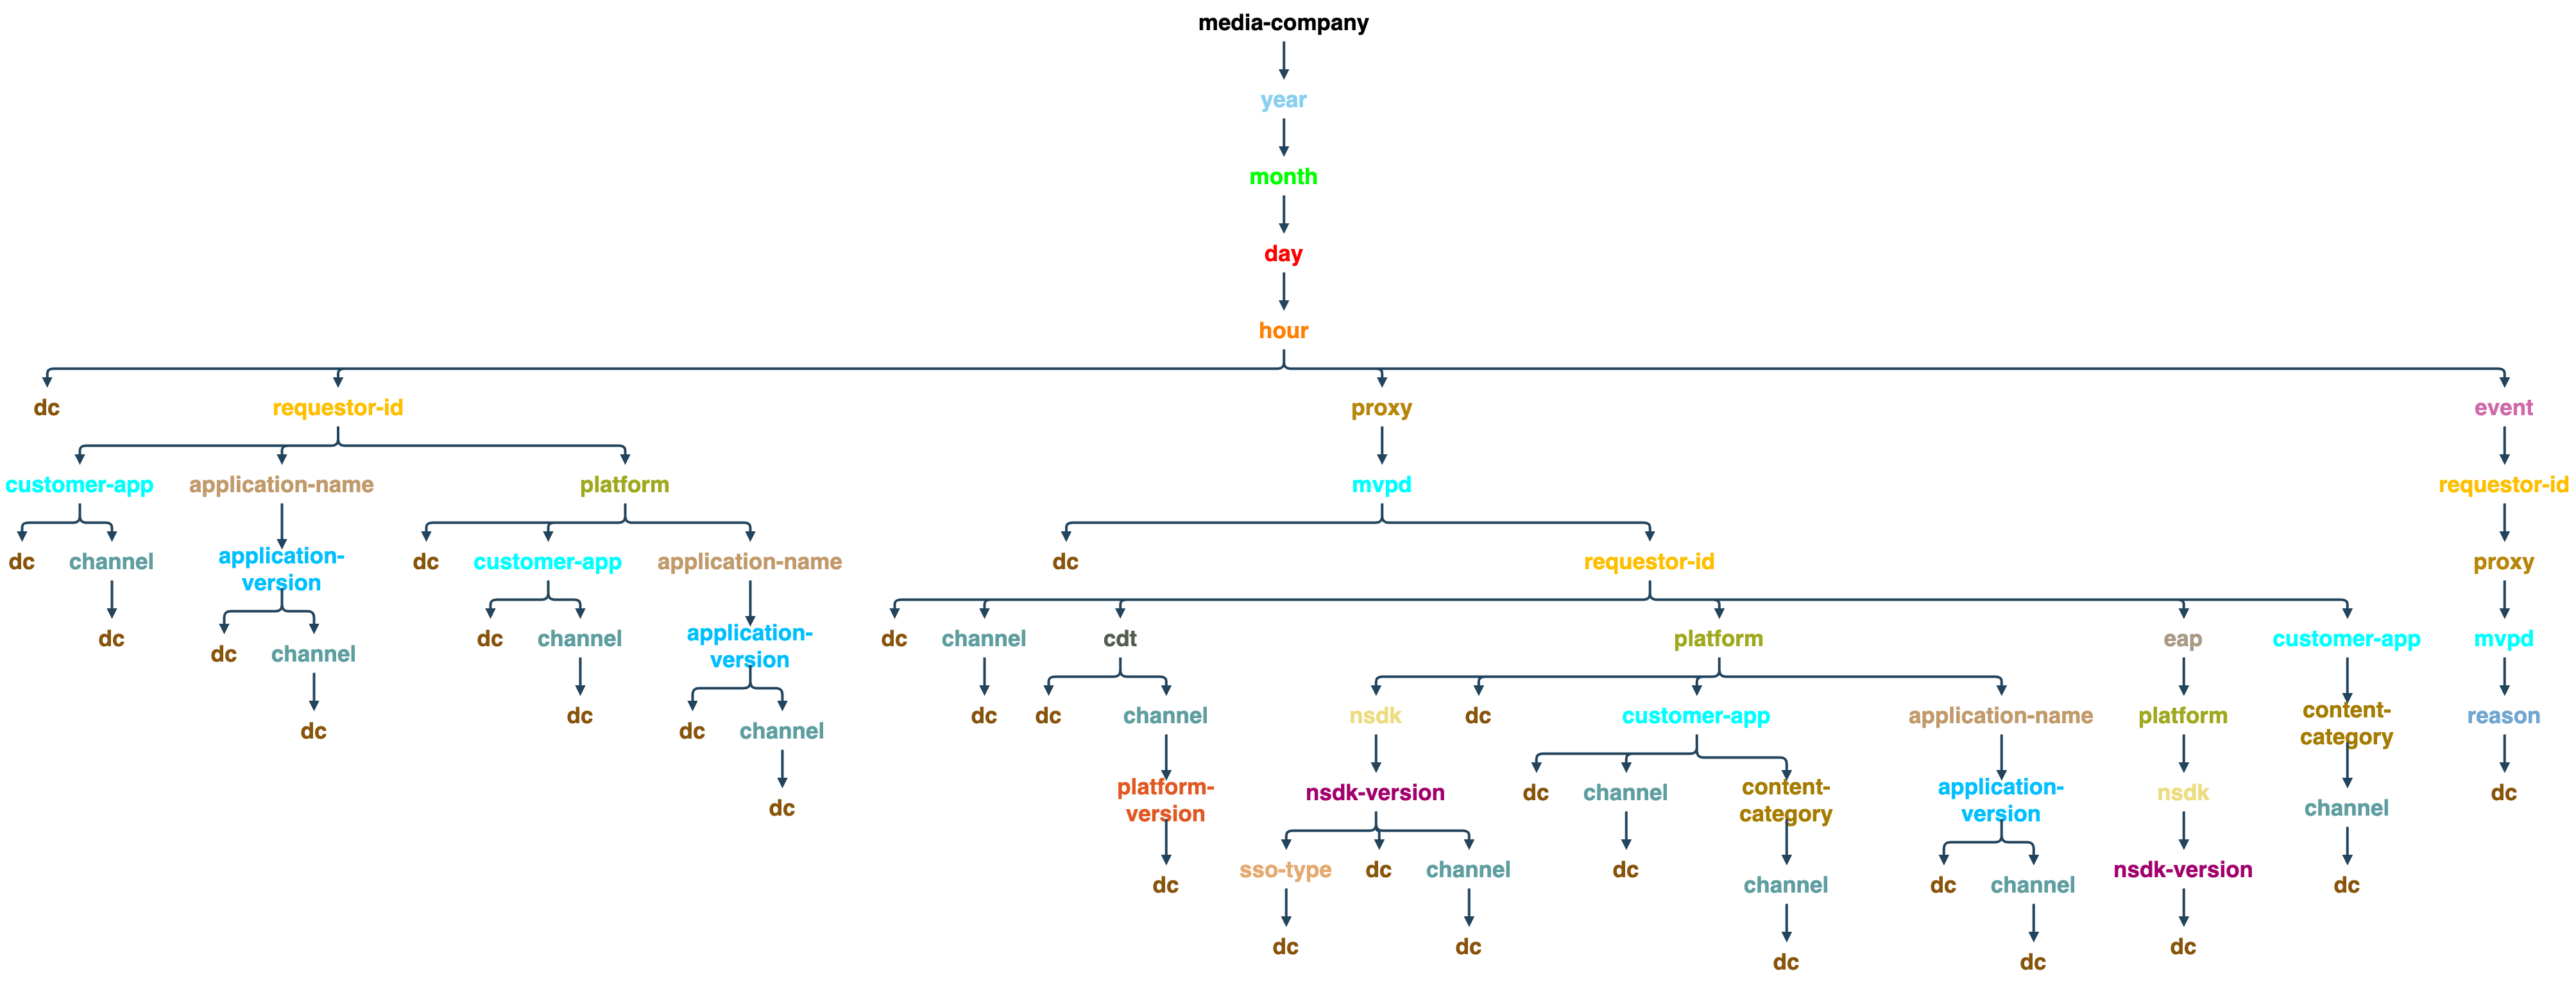 media-company
year
month
day
hour
dc requestor-id proxy event
customer-app application-name platform mvpd requestor-id
dc channel application-
version dc customer-app application-name dc requestor-id proxy
dc dc channel dc channel application-
version dc channel cdt platform eap customer-app mvpd
dc dc dc channel dc dc channel nsdk dc customer-app application-name platform content-
category reason
dc platform-
version nsdk-version dc channel content-
category application-
version nsdk channel dc
dc sso-type dc channel dc channel dc channel nsdk-version dc
dc dc dc dc dc